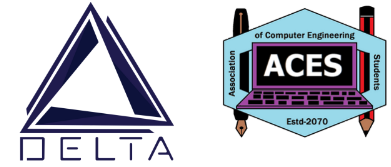 DELTA
Association
of Computer Engineering
Students
ACES
Estd-2070